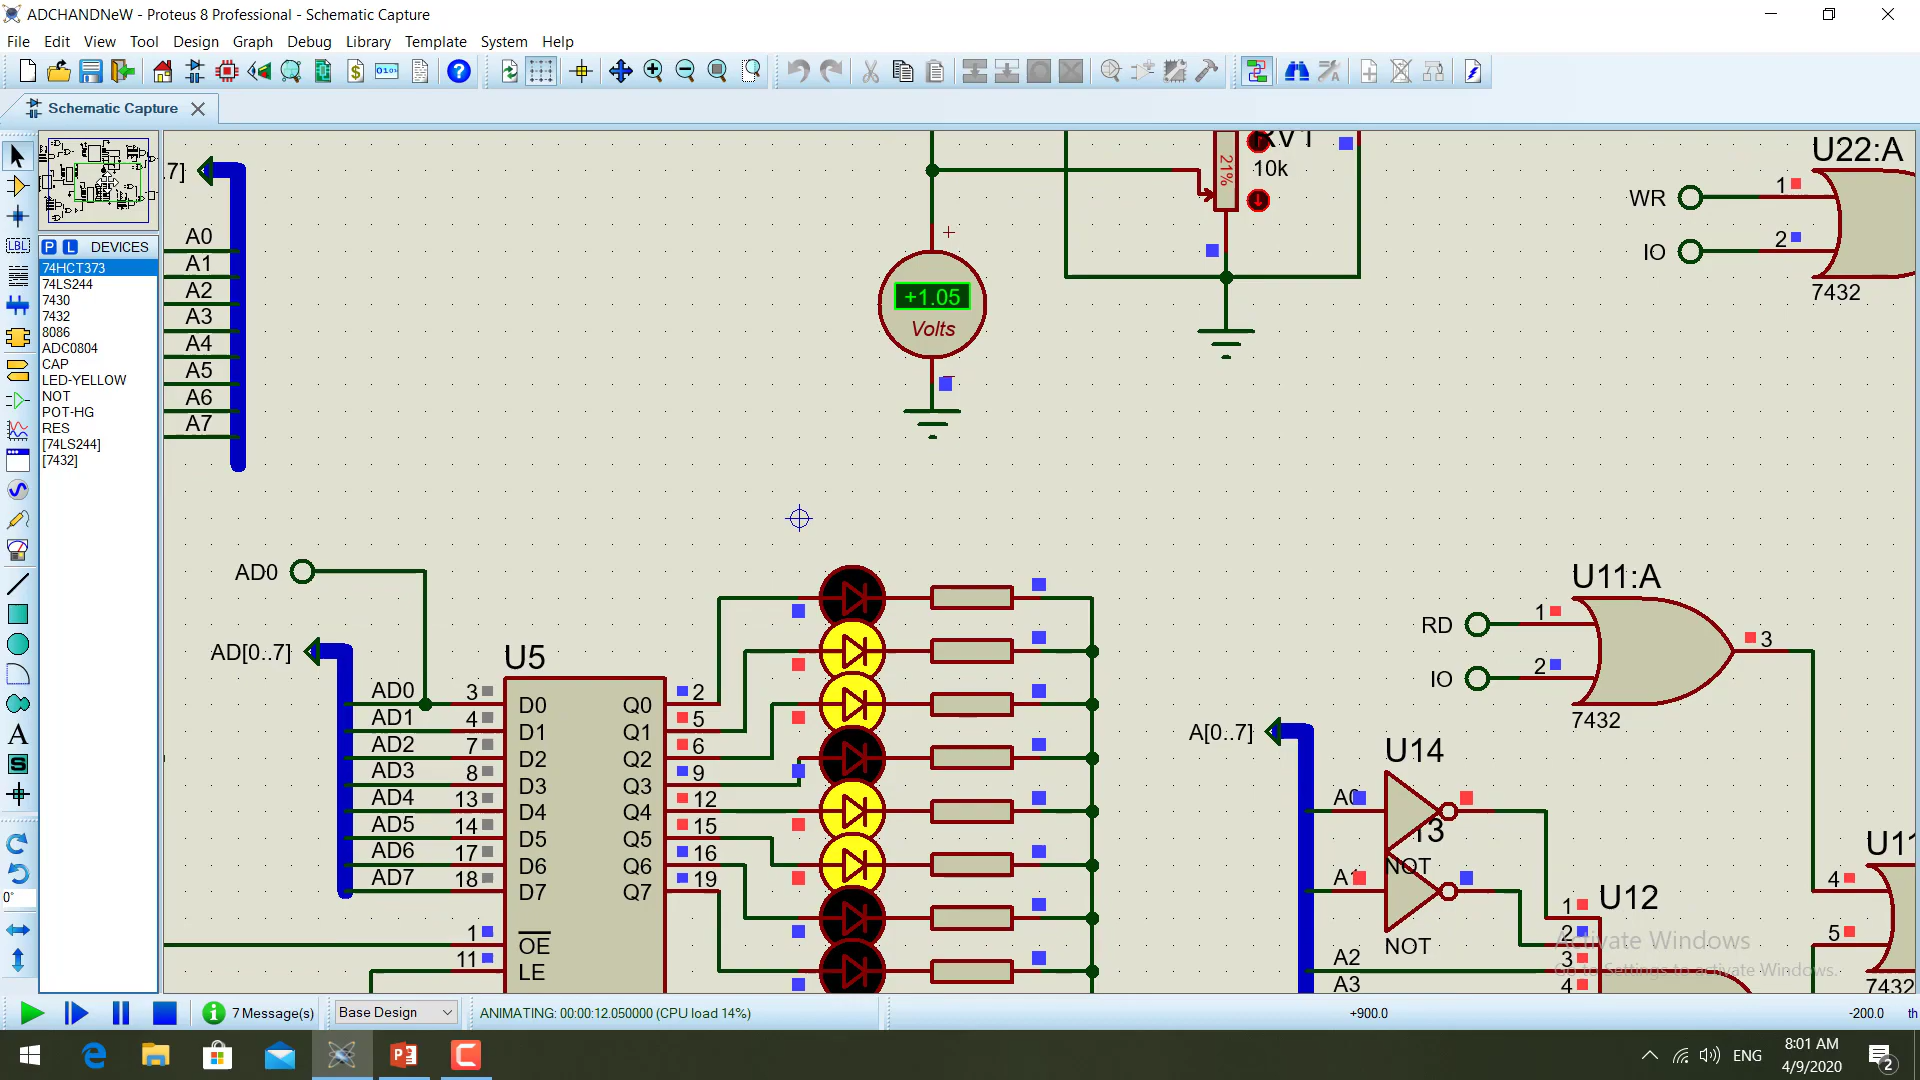 ADCHANDNeW - Proteus 8 Professional - Schematic Capture
File Edit View Tool Design Graph Debug Library Template System Help
Schematic Capture
P L DEVICES
74HCT373
74LS244
7430
7432
8086
ADC0804
CAP
LED-YELLOW
NOT
POT-HG
RES
[74LS244]
[7432]
LBL
A
S
0°
.7]
A0
A1
A2
A3
A4
A5
A6
A7
+1.05
Volts
+
RV1
10k
21%
U22:A
WR 1
IO 2
7432
AD0
AD[0..7]
U5
AD0 3 D0 Q0 2
AD1 4 D1 Q1 5
AD2 7 D2 Q2 6
AD3 8 D3 Q3 9
AD4 13 D4 Q4 12
AD5 14 D5 Q5 15
AD6 17 D6 Q6 16
AD7 18 D7 Q7 19
1 OE
11 LE
U11:A
RD 1
3
IO 2
7432
A[0..7]
U14
A0
13
NOT
A1
NOT
U12
1
2
A2 3
A3 4
U11
4
5
7432
Activate Windows
Go to Settings to activate Windows.
7 Message(s) Base Design ANIMATING: 00:00:12.050000 (CPU load 14%) +900.0 -200.0 th
ENG
8:01 AM
4/9/2020
2